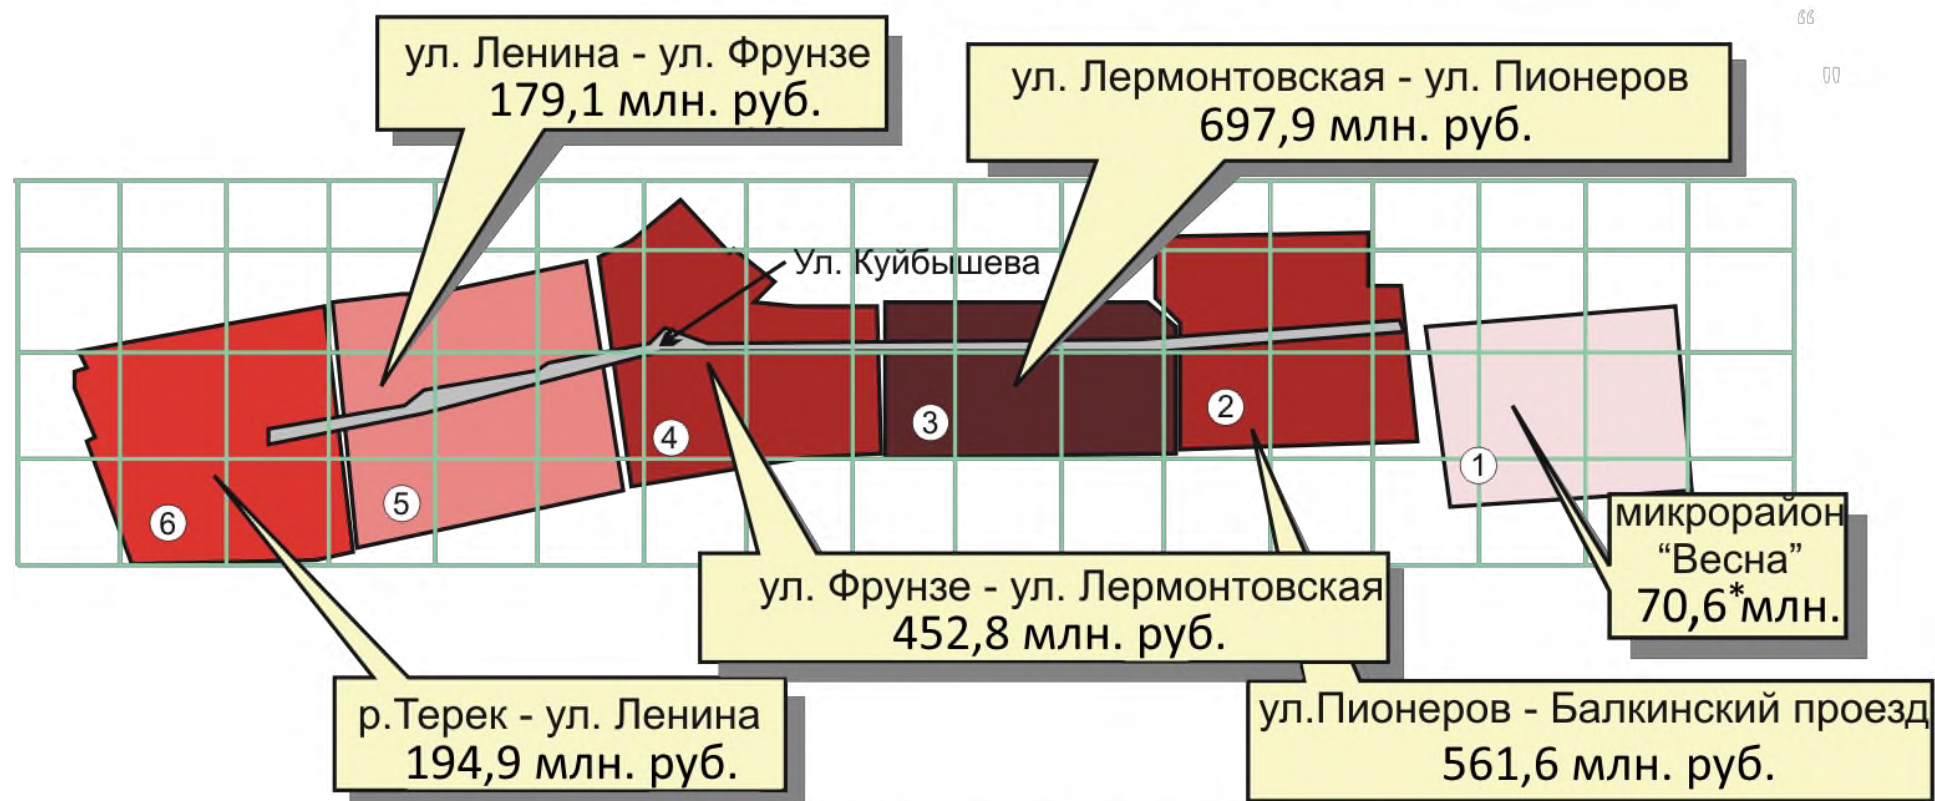 ул. Ленина - ул. Фрунзе
179,1 млн. руб.
ул. Лермонтовская - ул. Пионеров
697,9 млн. руб.
“
”
Ул. Куйбышева
6
5
4
3
2
1
микрорайон
“Весна”
70,6*млн.
ул. Фрунзе - ул. Лермонтовская
452,8 млн. руб.
р.Терек - ул. Ленина
194,9 млн. руб.
ул.Пионеров - Балкинский проезд
561,6 млн. руб.